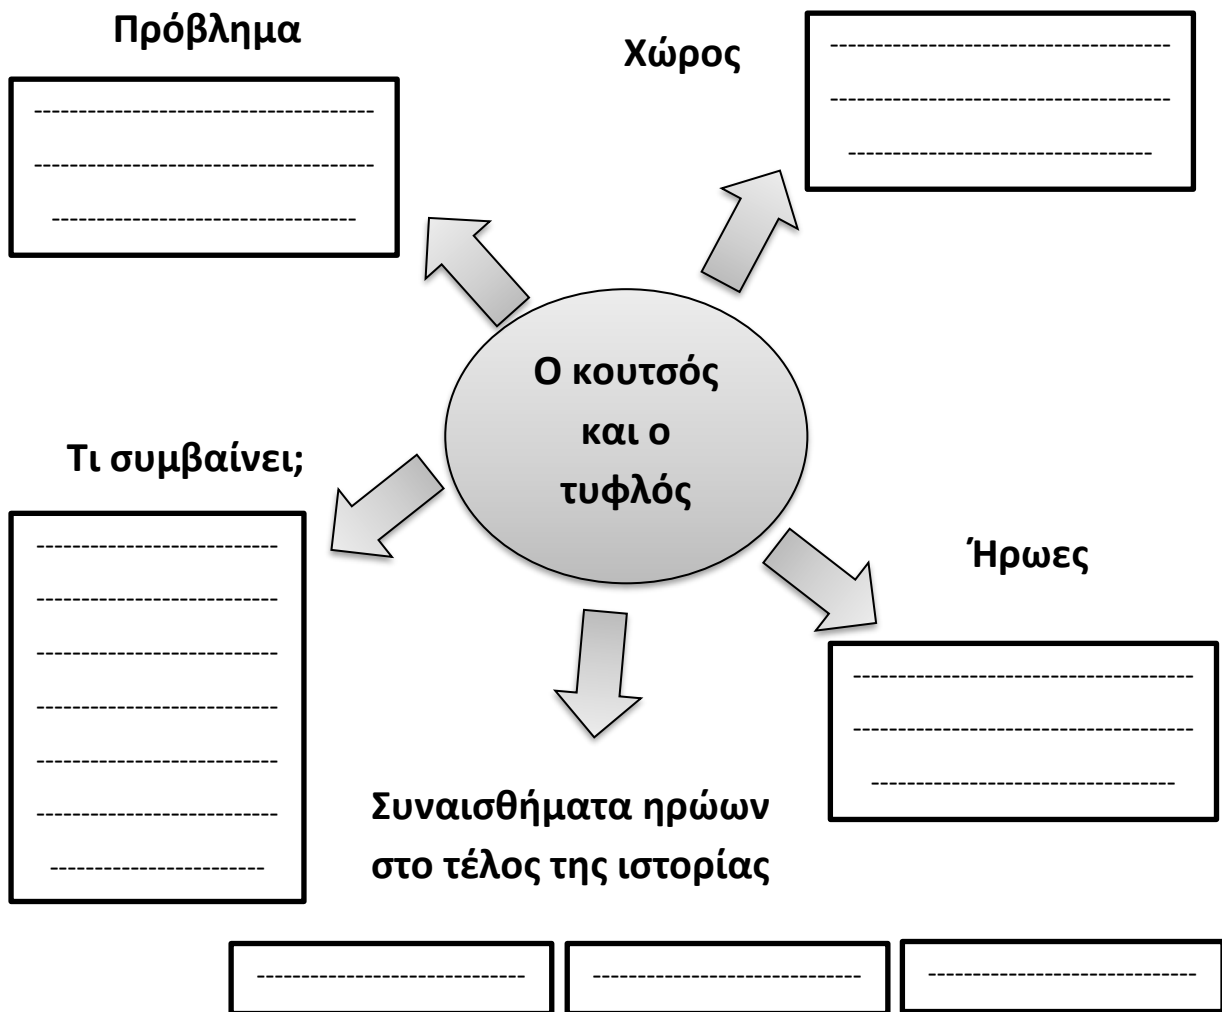 Πρόβλημα
Χώρος
Ο κουτσός
και ο
τυφλός
Τι συμβαίνει;
Ήρωες
Συναισθήματα ηρώων
στο τέλος της ιστορίας